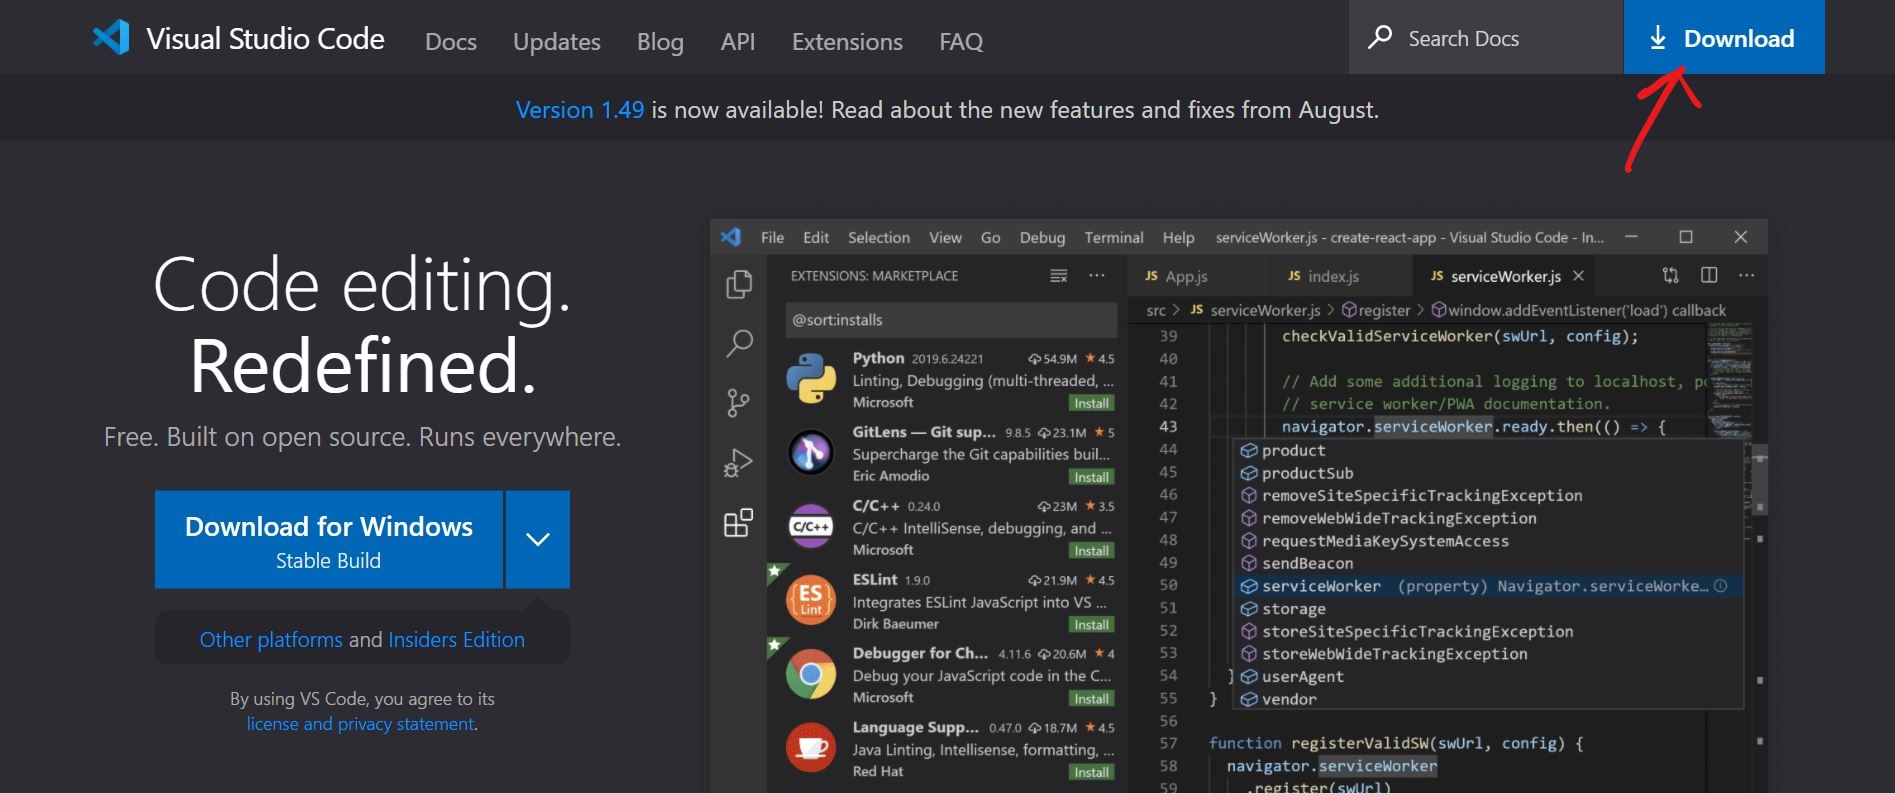 Visual Studio Code Docs Updates Blog API Extensions FAQ Search Docs Download
Version 1.49 is now available! Read about the new features and fixes from August.
Code editing.
Redefined.
Free. Built on open source. Runs everywhere.
Download for Windows
Stable Build
Other platforms and Insiders Edition
By using VS Code, you agree to its
license and privacy statement.
File Edit Selection View Go Debug Terminal Help serviceWorker.js - create-react-app - Visual Studio Code - In...
EXTENSIONS: MARKETPLACE
@sort:installs
Python 2019.6.24221 54.9M 4.5
Linting, Debugging (multi-threaded, ...
Microsoft Install
GitLens — Git sup... 9.8.5 23.1M 5
Supercharge the Git capabilities buil...
Eric Amodio Install
C/C++
C/C++ 0.24.0 23M 3.5
C/C++ IntelliSense, debugging, and ...
Microsoft Install
ES
Lint
ESLint 1.9.0 21.9M 4.5
Integrates ESLint JavaScript into VS ...
Dirk Baeumer Install
Debugger for Ch... 4.11.6 20.6M 4
Debug your JavaScript code in the C...
Microsoft Install
Language Supp... 0.47.0 18.7M 4.5
Java Linting, Intellisense, formatting, ...
Red Hat Install
JS App.js JS index.js JS serviceWorker.js
src > JS serviceWorker.js > register > window.addEventListener('load') callback
39 checkValidServiceWorker(swUrl, config);
40
41 // Add some additional logging to localhost,
42 // service worker/PWA documentation.
43 navigator.serviceWorker.ready.then(() => {
44 product
45 productSub
46 removeSiteSpecificTrackingException
47 removeWebWideTrackingException
48 requestMediaKeySystemAccess
49 sendBeacon
50 serviceWorker (property) Navigator.serviceWorke...
51 storage
52 storeSiteSpecificTrackingException
53 storeWebWideTrackingException
54 } userAgent
55 } vendor
56
57 function registerValidSW(swUrl, config) {
58 navigator.serviceWorker
59 .register(swUrl)